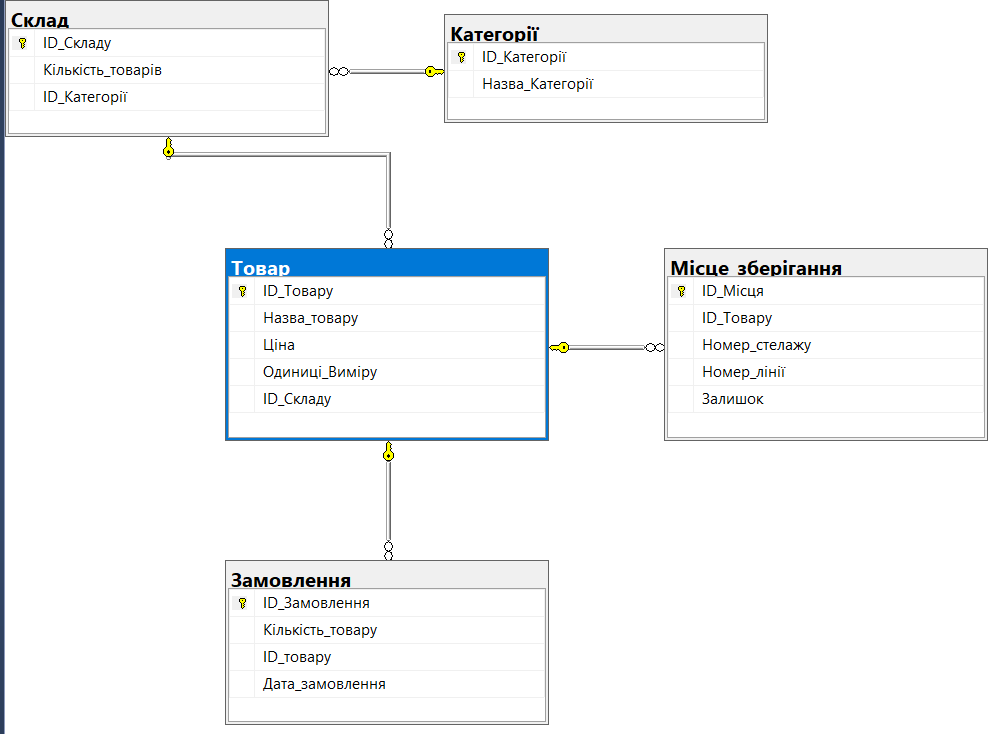 Склад
ID_Складу
Кількість_товарів
ID_Категорії
Категорії
ID_Категорії
Назва_Категорії
Товар
ID_Товару
Назва_товару
Ціна
Одиниці_Виміру
ID_Складу
Місце_зберігання
ID_Місця
ID_Товару
Номер_стелажу
Номер_лінії
Залишок
Замовлення
ID_Замовлення
Кількість_товару
ID_товару
Дата_замовлення